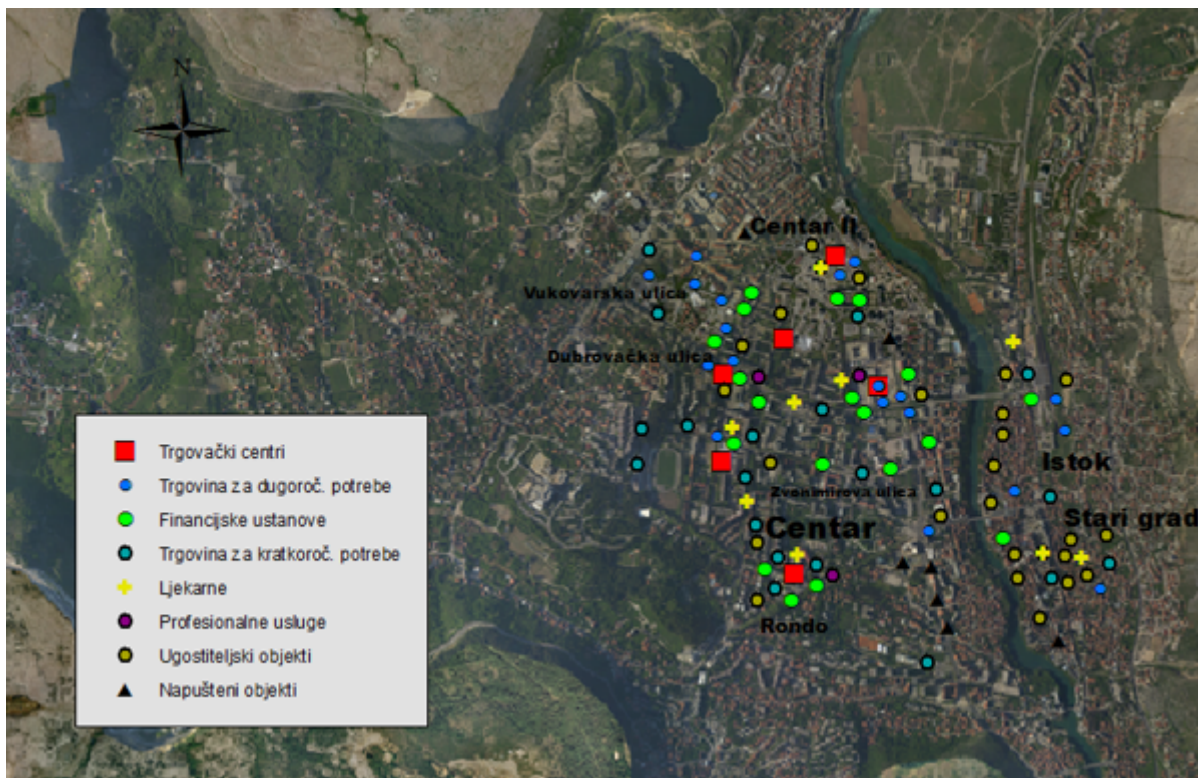 N
Centar II
Vukovarska ulica
Dubrovačka ulica
Istok
Zvonimirova ulica
Stari grad
Centar
Rondo
Trgovački centri
Trgovina za dugoroč. potrebe
Financijske ustanove
Trgovina za kratkoroč. potrebe
Ljekarne
Profesionalne usluge
Ugostiteljski objekti
Napušteni objekti